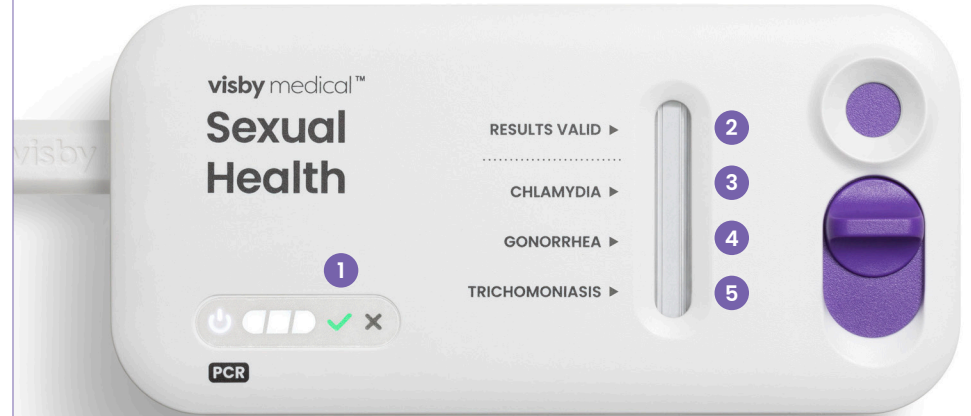 visby medical™
Sexual
Health
visby
RESULTS VALID ▶
2
CHLAMYDIA ▶
3
GONORRHEA ▶
4
TRICHOMONIASIS ▶
5
1
PCR